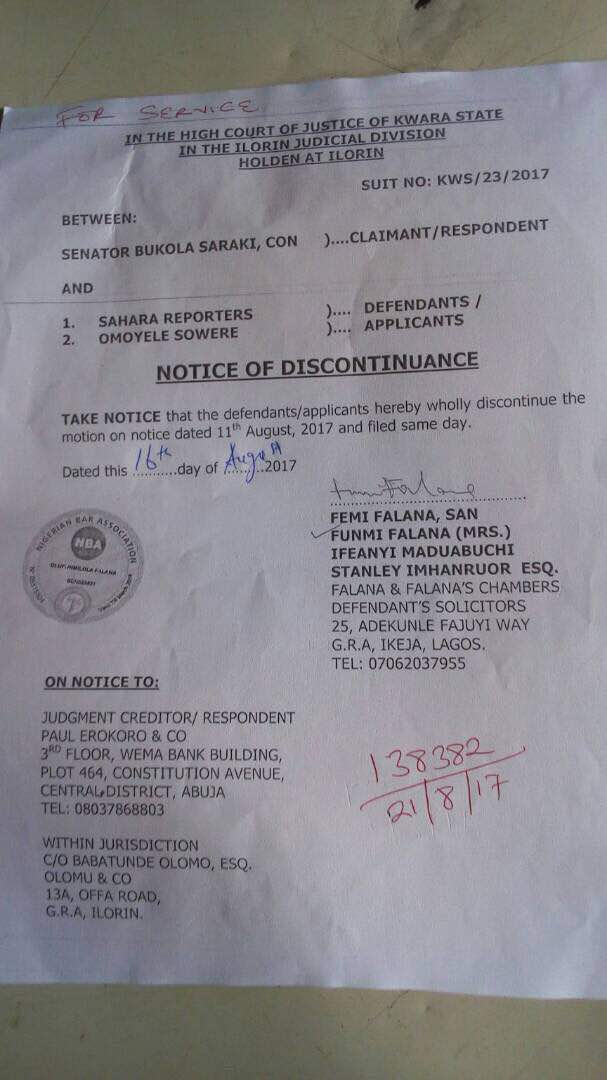 FOR SERVICE
IN THE HIGH COURT OF JUSTICE OF KWARA STATE
IN THE ILORIN JUDICIAL DIVISION
HOLDEN AT ILORIN
SUIT NO: KWS/23/2017
BETWEEN:
SENATOR BUKOLA SARAKI, CON )....CLAIMANT/RESPONDENT
AND
1. SAHARA REPORTERS ).... DEFENDANTS /
2. OMOYELE SOWERE ).... APPLICANTS
NOTICE OF DISCONTINUANCE
TAKE NOTICE that the defendants/applicants hereby wholly discontinue the
motion on notice dated 11th August, 2017 and filed same day.
Dated this 16th day of August 2017
FEMI FALANA, SAN
FUNMI FALANA (MRS.)
IFEANYI MADUABUCHI
STANLEY IMHANRUOR ESQ.
FALANA & FALANA'S CHAMBERS
DEFENDANT'S SOLICITORS
25, ADEKUNLE FAJUYI WAY
G.R.A, IKEJA, LAGOS.
TEL: 07062037955
NIGERIAN BAR ASSOCIATION
NBA
ON NOTICE TO:
JUDGMENT CREDITOR/ RESPONDENT
PAUL EROKORO & CO
3RD FLOOR, WEMA BANK BUILDING,
PLOT 464, CONSTITUTION AVENUE,
CENTRAL DISTRICT, ABUJA
TEL: 08037868803
138382
21/8/17
WITHIN JURISDICTION
C/O BABATUNDE OLOMO, ESQ.
OLOMU & CO
13A, OFFA ROAD,
G.R.A, ILORIN.